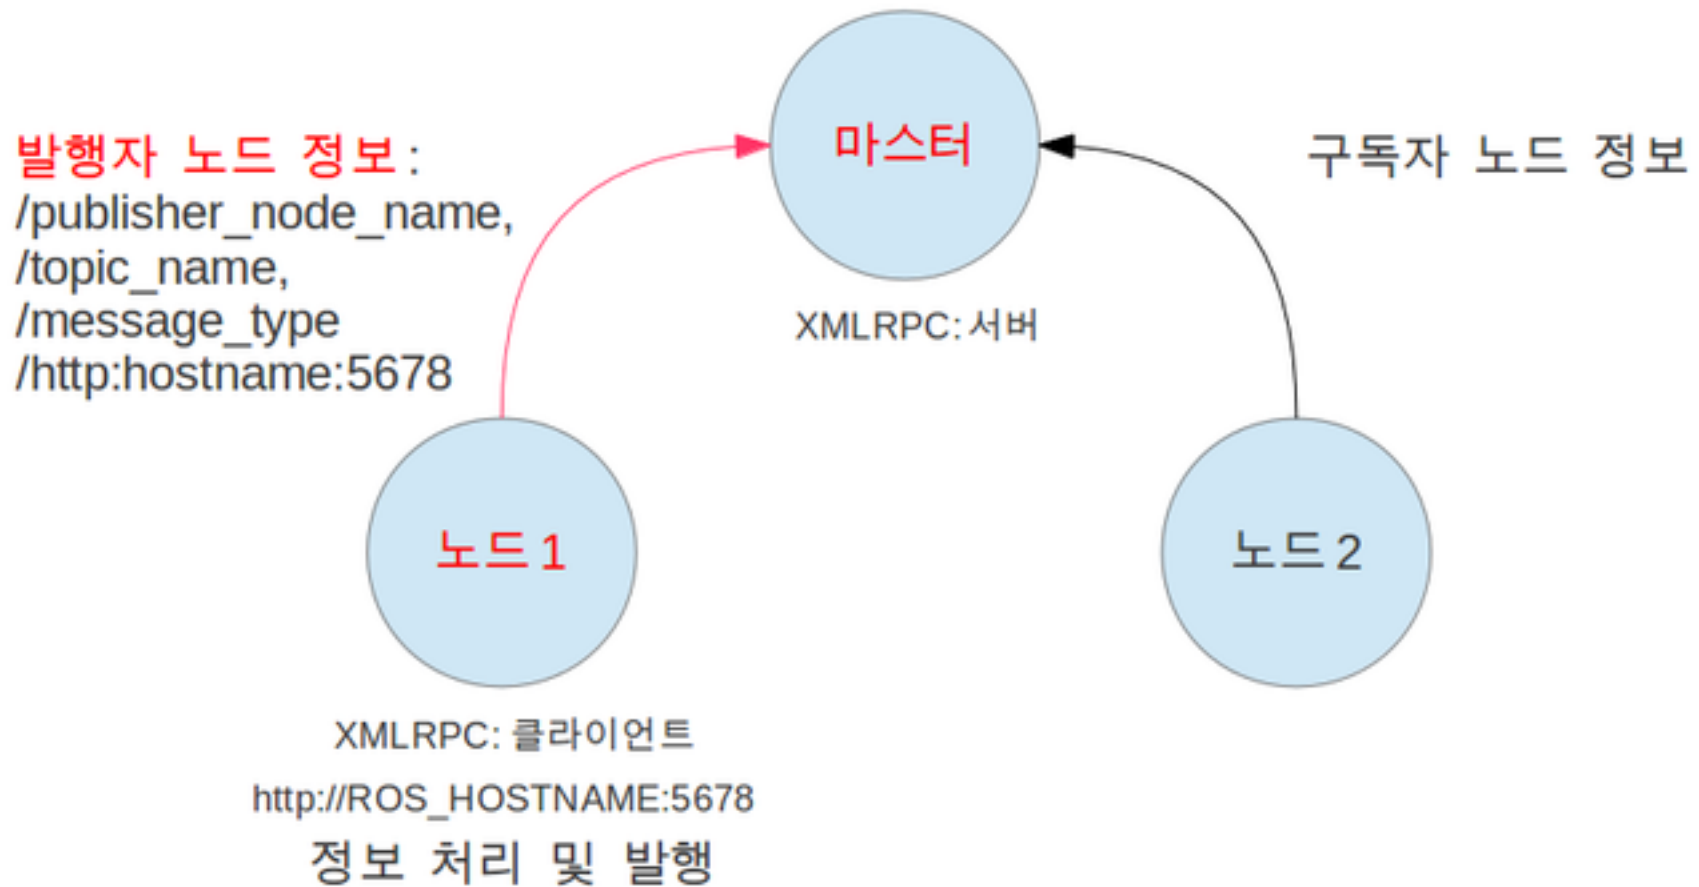 마스터
발행자 노드 정보:
/publisher_node_name,
/topic_name,
/message_type
/http:hostname:5678
구독자 노드 정보
XMLRPC: 서버
노드 1
노드 2
XMLRPC: 클라이언트
http://ROS_HOSTNAME:5678
정보 처리 및 발행